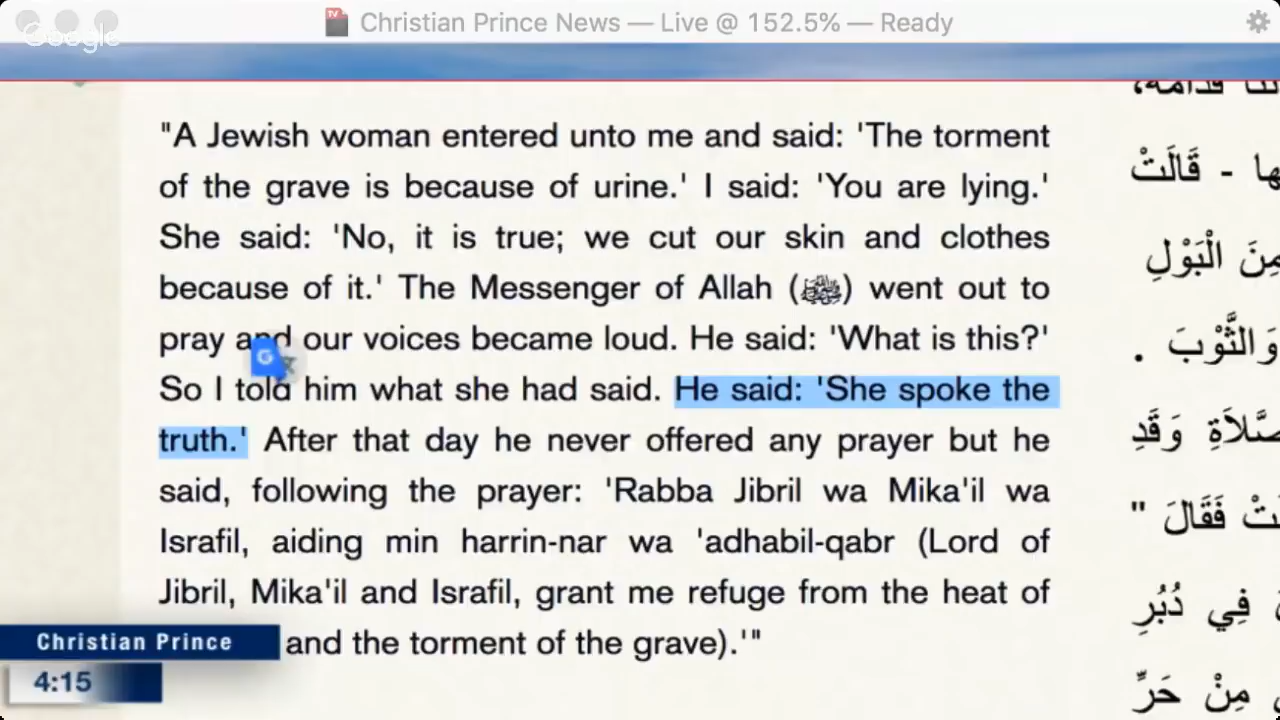 Christian Prince News — Live @ 152.5% — Ready
Google
"A Jewish woman entered unto me and said: 'The torment
of the grave is because of urine.' I said: 'You are lying.'
She said: 'No, it is true; we cut our skin and clothes
because of it.' The Messenger of Allah (ﷺ) went out to
pray and our voices became loud. He said: 'What is this?'
So I told him what she had said. He said: 'She spoke the
truth.' After that day he never offered any prayer but he
said, following the prayer: 'Rabba Jibril wa Mika'il wa
Israfil, aiding min harrin-nar wa 'adhabil-qabr (Lord of
Jibril, Mika'il and Israfil, grant me refuge from the heat of
and the torment of the grave).'"
قَالَتْ
مِنَ الْبَوْلِ
وَالثَّوْبَ .
وَقَدِ
فَقَالَ "
فِي دُبُرِ
مِنْ حَرِّ
Christian Prince
4:15